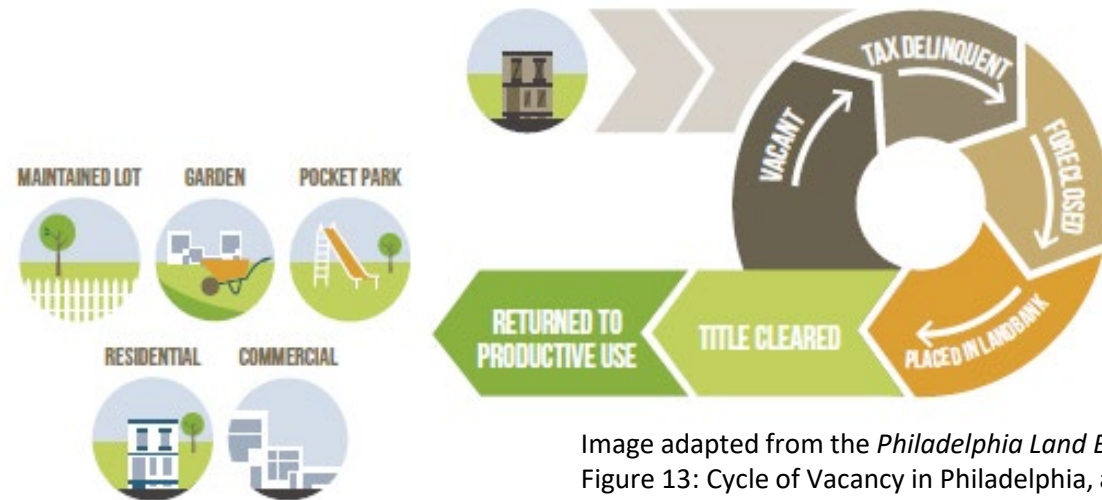 MAINTAINED LOT
GARDEN
POCKET PARK
RESIDENTIAL
COMMERCIAL
VACANT
TAX DELINQUENT
FORECLOSED
PLACED IN LANDBANK
TITLE CLEARED
RETURNED TO
PRODUCTIVE USE
Image adapted from the Philadelphia Land
Figure 13: Cycle of Vacancy in Philadelphia,